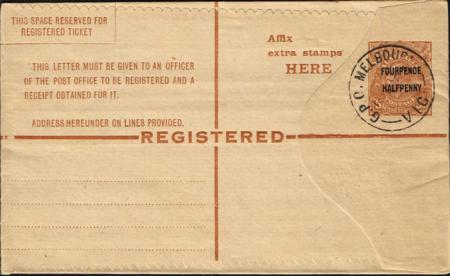 THIS SPACE RESERVED FOR
REGISTERED TICKET
THIS LETTER MUST BE GIVEN TO AN OFFICER
OF THE POST OFFICE TO BE REGISTERED AND A
RECEIPT OBTAINED FOR IT.
ADDRESS HEREUNDER ON LINES PROVIDED.
Affix
extra stamps
HERE
G.P.O. MELBOURNE
FOURPENCE
HALFPENNY
REGISTERED